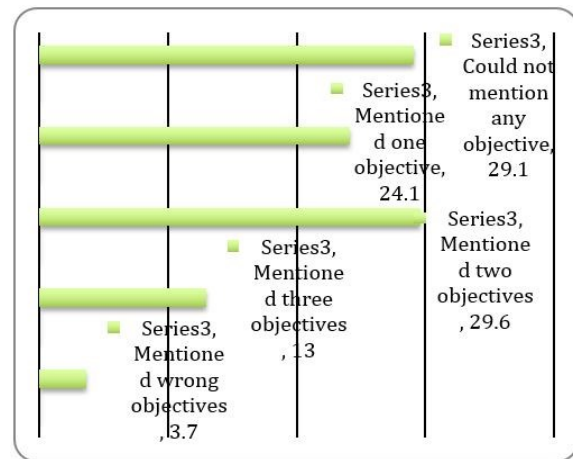 Series3,
Could not
mention
any
objective,
29.1
Series3,
Mentione
d one
objective,
24.1
Series3,
Mentione
d two
objectives
, 29.6
Series3,
Mentione
d three
objectives
, 13
Series3,
Mentione
d wrong
objectives
, 3.7